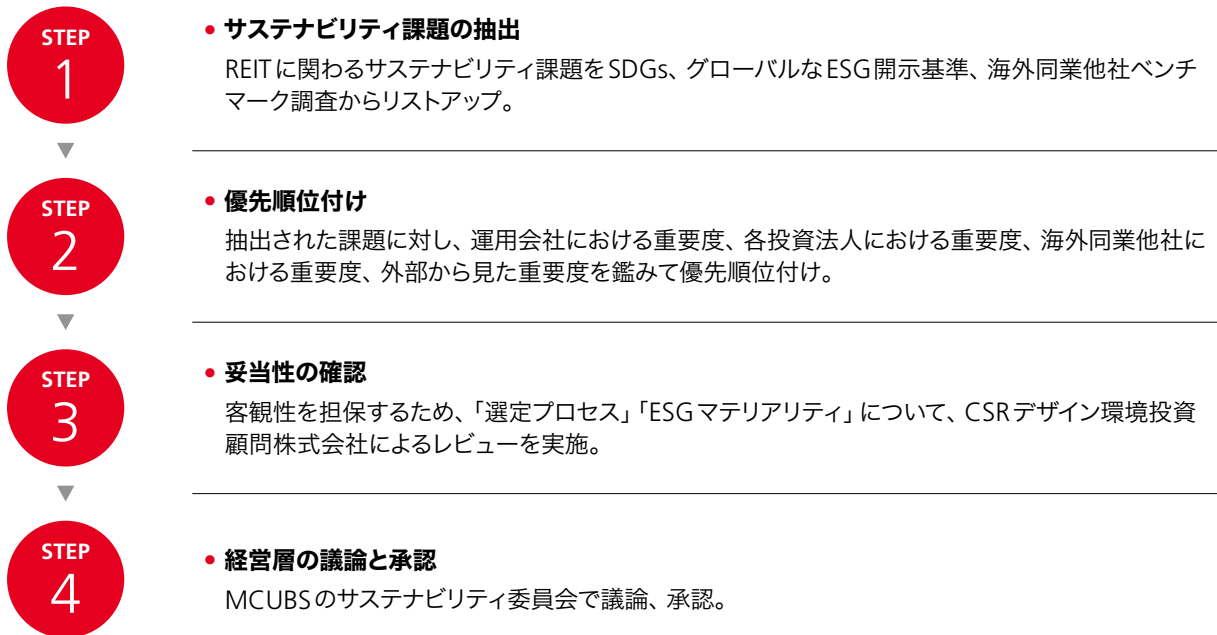 STEP
1
• サステナビリティ課題の抽出
REITに関わるサステナビリティ課題をSDGs、グローバルなESG開示基準、海外同業他社ベンチ
マーク調査からリストアップ。
STEP
2
• 優先順位付け
抽出された課題に対し、運用会社における重要度、各投資法人における重要度、海外同業他社に
おける重要度、外部から見た重要度を鑑みて優先順位付け。
STEP
3
• 妥当性の確認
客観性を担保するため、「選定プロセス」「ESGマテリアリティ」について、CSRデザイン環境投資
顧問株式会社によるレビューを実施。
STEP
4
• 経営層の議論と承認
MCUBSのサステナビリティ委員会で議論、承認。